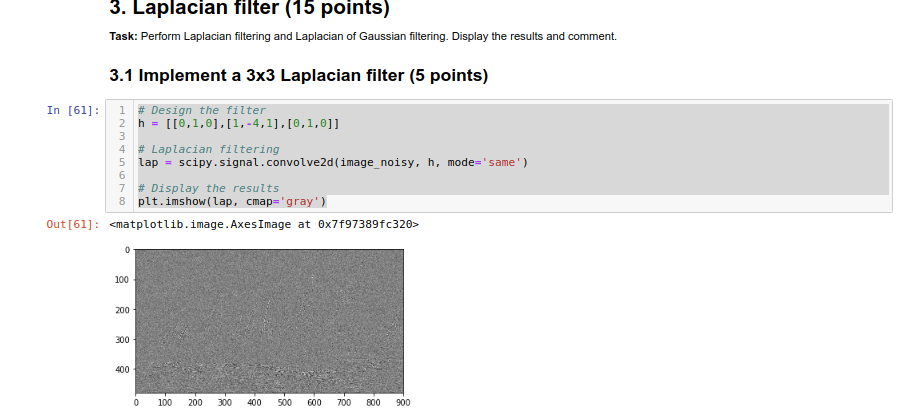 3. Laplacian filter (15 points)
Task: Perform Laplacian filtering and Laplacian of Gaussian filtering. Display the results and comment.
3.1 Implement a 3x3 Laplacian filter (5 points)
In [61]:
1 # Design the filter
2 h = [[0,1,0],[1,-4,1],[0,1,0]]
3
4 # Laplacian filtering
5 lap = scipy.signal.convolve2d(image_noisy, h, mode='same')
6
7 # Display the results
8 plt.imshow(lap, cmap='gray')
Out[61]: <matplotlib.image.AxesImage at 0x7f97389fc320>
0
100
200
300
400
0 100 200 300 400 500 600 700 800 900